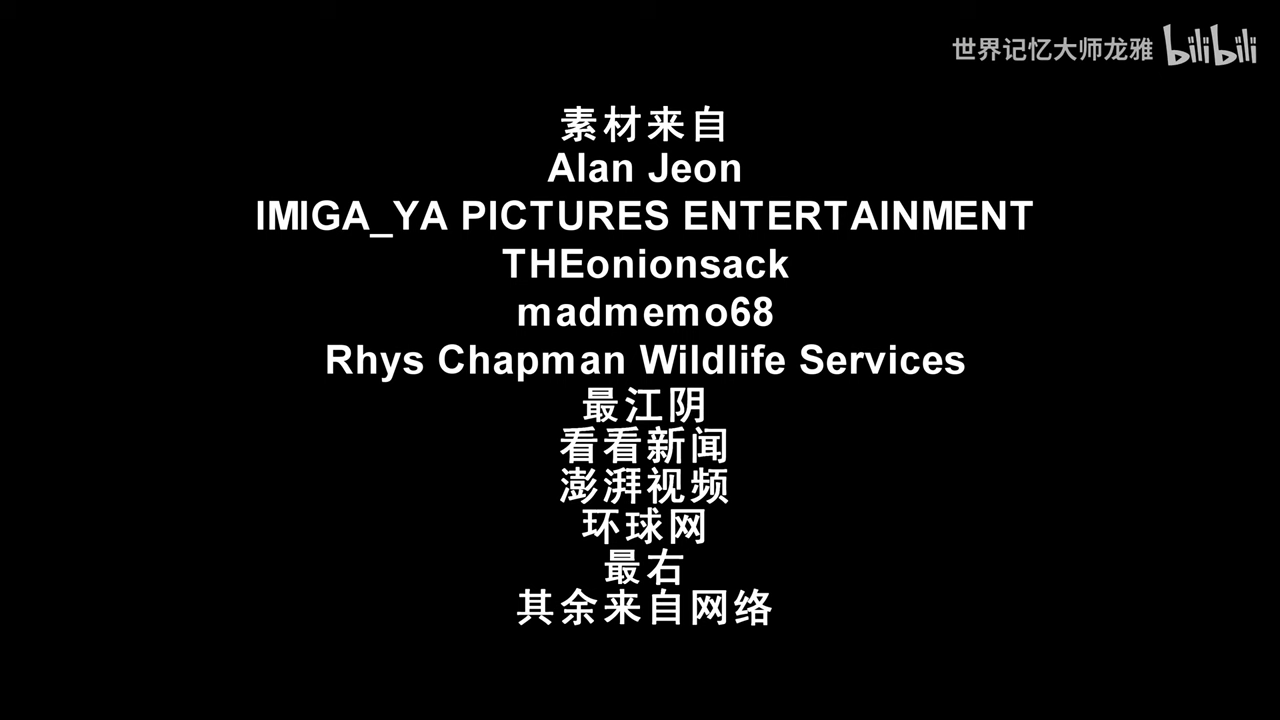 世界记忆大师龙雅 bilibili
素材来自
Alan Jeon
IMIGA_YA PICTURES ENTERTAINMENT
THEonionsack
madmemo68
Rhys Chapman Wildlife Services
最江阴
看看新闻
澎湃视频
环球网
最右
其余来自网络